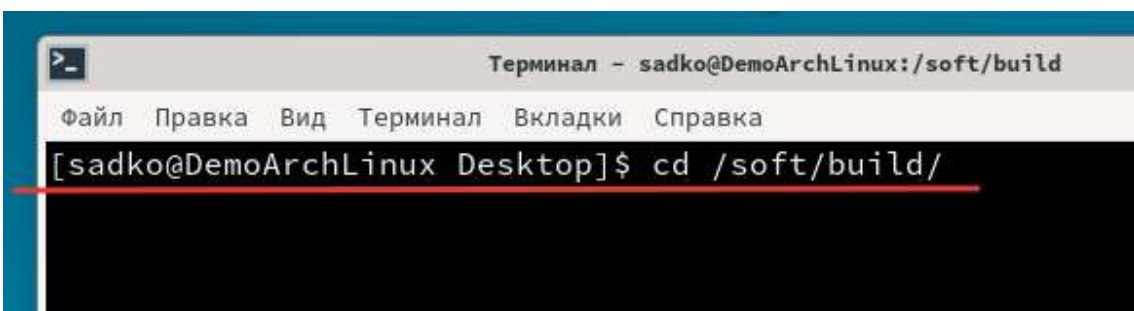 Терминал – sadko@DemoArchLinux:/soft/build
Файл Правка Вид Терминал Вкладки Справка
[sadko@DemoArchLinux Desktop]$ cd /soft/build/